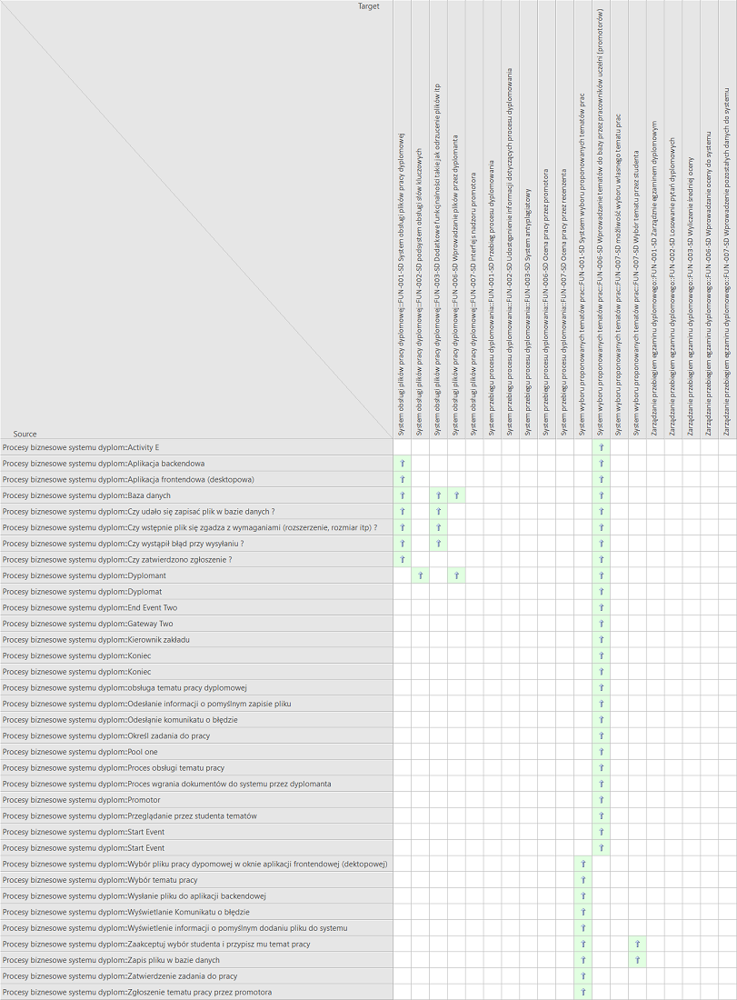 Target
Source
System obsługi plików pracy dyplomowej::FUN-001-SD System obsługi plików pracy dyplomowej
System obsługi plików pracy dyplomowej::FUN-002-SD podsystem obsługi słów kluczowych
System obsługi plików pracy dyplomowej::FUN-003-SD Dodatkowe funkcjnalności takie jak odrzucenie plików itp
System obsługi plików pracy dyplomowej::FUN-006-SD Wprowadzanie plików przez dyplomanta
System obsługi plików pracy dyplomowej::FUN-007-SD interfejs nadzoru promotora
System przebiegu procesu dyplomowania::FUN-001-SD Przebieg procesu dyplomowania
System przebiegu procesu dyplomowania::FUN-002-SD Udostępnienie informacji dotyczących procesu dyplomowania
System przebiegu procesu dyplomowania::FUN-003-SD System antyplagiatowy
System przebiegu procesu dyplomowania::FUN-006-SD Ocena pracy przez promotora
System przebiegu procesu dyplomowania::FUN-007-SD Ocena pracy przez recenzenta
System wyboru proponowanych tematów prac::FUN-001-SD Systsem wyboru proponowanych tematów prac
System wyboru proponowanych tematów prac::FUN-006-SD Wprowadzanie tematów do bazy przez pracowników uczelni (promotorów)
System wyboru proponowanych tematów prac::FUN-007-SD możliwość wyboru własnego tematu prac
System wyboru proponowanych tematów prac::FUN-007-SD Wybór tematu przez studenta
Zarządzanie przebiegiem egzaminu dyplomowego::FUN-001-SD Zarządznie egzaminem dyplomowym
Zarządzanie przebiegiem egzaminu dyplomowego::FUN-002-SD Losowanie pytań dyplomowych
Zarządzanie przebiegiem egzaminu dyplomowego::FUN-003-SD Wyliczenie średniej oceny
Zarządzanie przebiegiem egzaminu dyplomowego::FUN-006-SD Wprowadzanie oceny do systemu
Zarządzanie przebiegiem egzaminu dyplomowego::FUN-007-SD Wprowadzanie pozostałych danych do systemu
Procesy biznesowe systemu dyplom::Activity E
Procesy biznesowe systemu dyplom::Aplikacja backendowa
Procesy biznesowe systemu dyplom::Aplikacja frontendowa (desktopowa)
Procesy biznesowe systemu dyplom::Baza danych
Procesy biznesowe systemu dyplom::Czy udało się zapisać plik w bazie danych ?
Procesy biznesowe systemu dyplom::Czy wstępnie plik się zgadza z wymaganiami (rozszerzenie, rozmiar itp) ?
Procesy biznesowe systemu dyplom::Czy wystąpił błąd przy wysyłaniu ?
Procesy biznesowe systemu dyplom::Czy zatwierdzono zgłoszenie ?
Procesy biznesowe systemu dyplom::Dyplomant
Procesy biznesowe systemu dyplom::Dyplomat
Procesy biznesowe systemu dyplom::End Event Two
Procesy biznesowe systemu dyplom::Gateway Two
Procesy biznesowe systemu dyplom::Kierownik zakładu
Procesy biznesowe systemu dyplom::Koniec
Procesy biznesowe systemu dyplom::Koniec
Procesy biznesowe systemu dyplom::obsługa tematu pracy dyplomowej
Procesy biznesowe systemu dyplom::Odesłanie informacji o pomyślnym zapisie pliku
Procesy biznesowe systemu dyplom::Odesłąnie komunikatu o błędzie
Procesy biznesowe systemu dyplom::Określ zadania do pracy
Procesy biznesowe systemu dyplom::Pool one
Procesy biznesowe systemu dyplom::Proces obsługi tematu pracy
Procesy biznesowe systemu dyplom::Proces wgrania dokumentów do systemu przez dyplomanta
Procesy biznesowe systemu dyplom::Promotor
Procesy biznesowe systemu dyplom::Przeglądanie przez studenta tematów
Procesy biznesowe systemu dyplom::Start Event
Procesy biznesowe systemu dyplom::Start Event
Procesy biznesowe systemu dyplom::Wybór pliku pracy dypomowej w oknie aplikacji frontendowej (dektopowej)
Procesy biznesowe systemu dyplom::Wybór tematu pracy
Procesy biznesowe systemu dyplom::Wysłanie pliku do aplikacji backendowej
Procesy biznesowe systemu dyplom::Wyświetlanie Komunikatu o błędzie
Procesy biznesowe systemu dyplom::Wyświetlenie informacji o pomyślnym dodaniu pliku do systemu
Procesy biznesowe systemu dyplom::Zaakceptuj wybór studenta i przypisz mu temat pracy
Procesy biznesowe systemu dyplom::Zapis pliku w bazie danych
Procesy biznesowe systemu dyplom::Zatwierdzenie zadania do pracy
Procesy biznesowe systemu dyplom::Zgłoszenie tematu pracy przez promotora